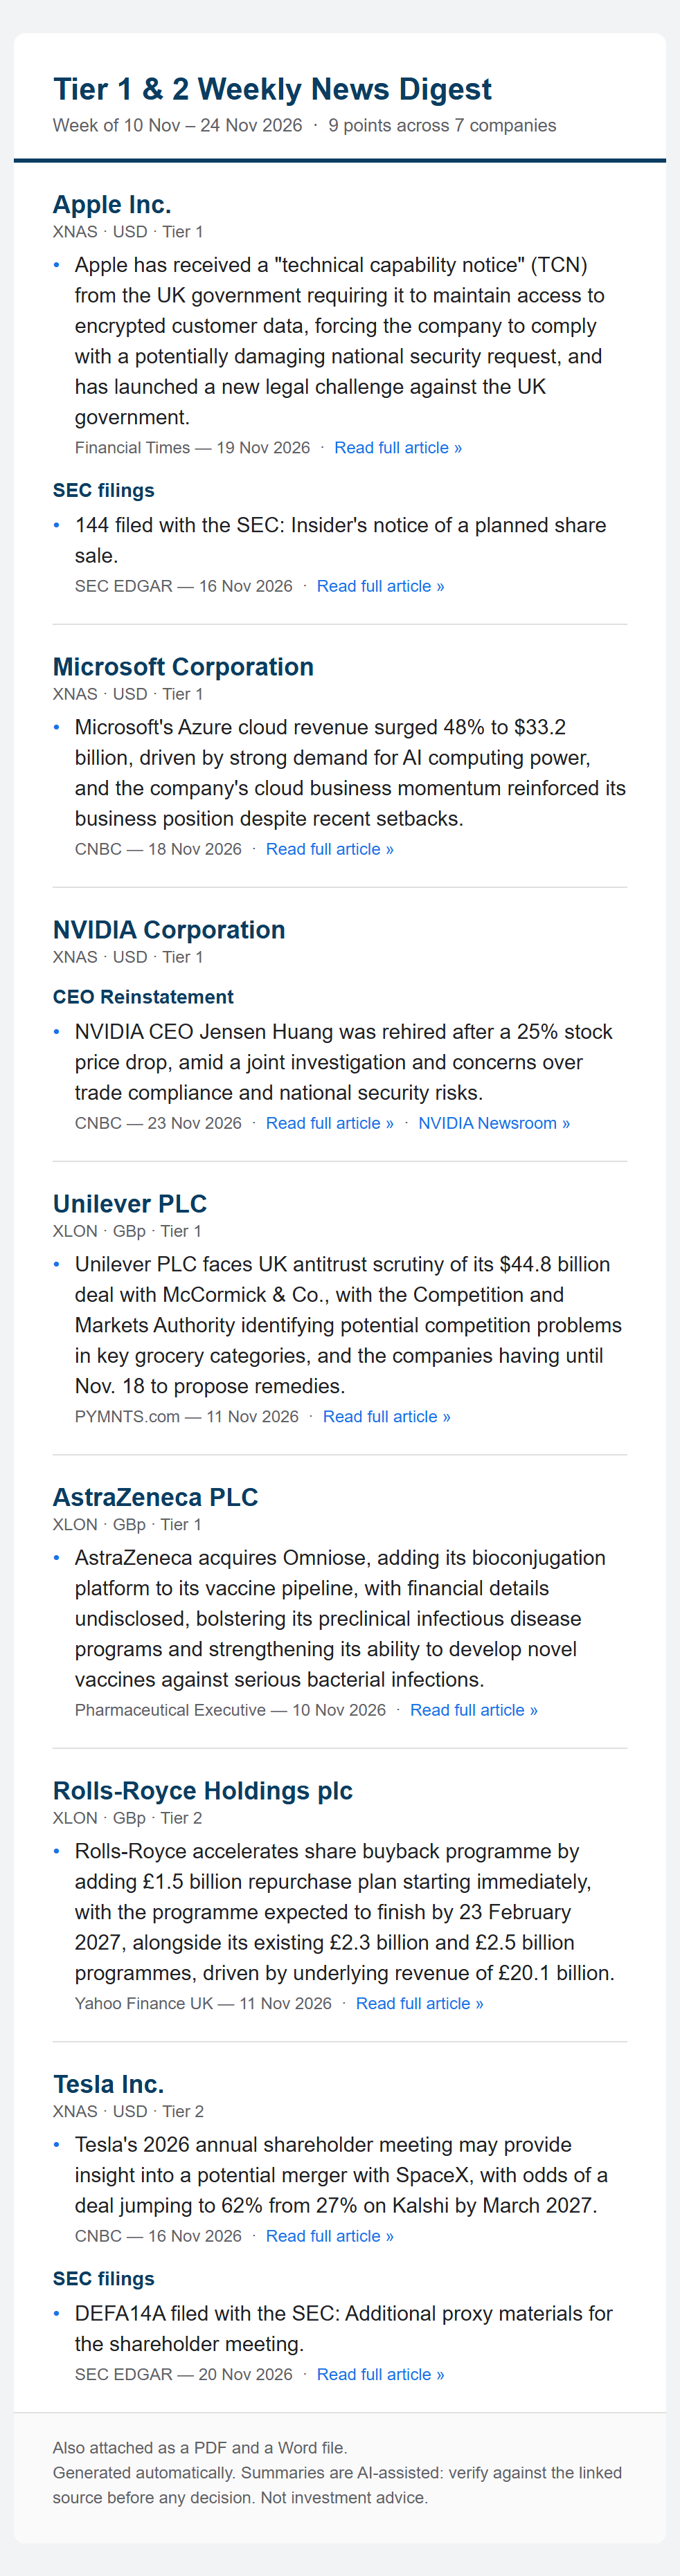 Tier 1 & 2 Weekly News Digest
Week of 10 Nov – 24 Nov 2026 · 9 points across 7 companies
Apple Inc.
XNAS · USD · Tier 1
• Apple has received a "technical capability notice" (TCN)
from the UK government requiring it to maintain access to
encrypted customer data, forcing the company to comply
with a potentially damaging national security request, and
has launched a new legal challenge against the UK
government.
Financial Times — 19 Nov 2026 · Read full article »
SEC filings
• 144 filed with the SEC: Insider's notice of a planned share
sale.
SEC EDGAR — 16 Nov 2026 · Read full article »
Microsoft Corporation
XNAS · USD · Tier 1
• Microsoft's Azure cloud revenue surged 48% to $33.2
billion, driven by strong demand for AI computing power,
and the company's cloud business momentum reinforced its
business position despite recent setbacks.
CNBC — 18 Nov 2026 · Read full article »
NVIDIA Corporation
XNAS · USD · Tier 1
CEO Reinstatement
• NVIDIA CEO Jensen Huang was rehired after a 25% stock
price drop, amid a joint investigation and concerns over
trade compliance and national security risks.
CNBC — 23 Nov 2026 · Read full article » · NVIDIA Newsroom »
Unilever PLC
XLON · GBp · Tier 1
• Unilever PLC faces UK antitrust scrutiny of its $44.8 billion
deal with McCormick & Co., with the Competition and
Markets Authority identifying potential competition problems
in key grocery categories, and the companies having until
Nov. 18 to propose remedies.
PYMNTS.com — 11 Nov 2026 · Read full article »
AstraZeneca PLC
XLON · GBp · Tier 1
• AstraZeneca acquires Omniose, adding its bioconjugation
platform to its vaccine pipeline, with financial details
undisclosed, bolstering its preclinical infectious disease
programs and strengthening its ability to develop novel
vaccines against serious bacterial infections.
Pharmaceutical Executive — 10 Nov 2026 · Read full article »
Rolls-Royce Holdings plc
XLON · GBp · Tier 2
• Rolls-Royce accelerates share buyback programme by
adding £1.5 billion repurchase plan starting immediately,
with the programme expected to finish by 23 February
2027, alongside its existing £2.3 billion and £2.5 billion
programmes, driven by underlying revenue of £20.1 billion.
Yahoo Finance UK — 11 Nov 2026 · Read full article »
Tesla Inc.
XNAS · USD · Tier 2
• Tesla's 2026 annual shareholder meeting may provide
insight into a potential merger with SpaceX, with odds of a
deal jumping to 62% from 27% on Kalshi by March 2027.
CNBC — 16 Nov 2026 · Read full article »
SEC filings
• DEFA14A filed with the SEC: Additional proxy materials for
the shareholder meeting.
SEC EDGAR — 20 Nov 2026 · Read full article »
Also attached as a PDF and a Word file.
Generated automatically. Summaries are AI-assisted: verify against the linked
source before any decision. Not investment advice.